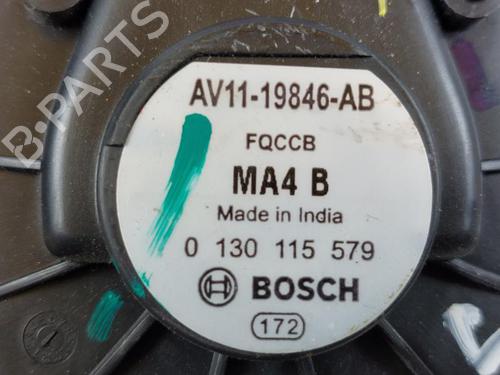 AV11-19846-AB
FQCCB
MA4 B
Made in India
0 130 115 579
BOSCH
172
B-PARTS